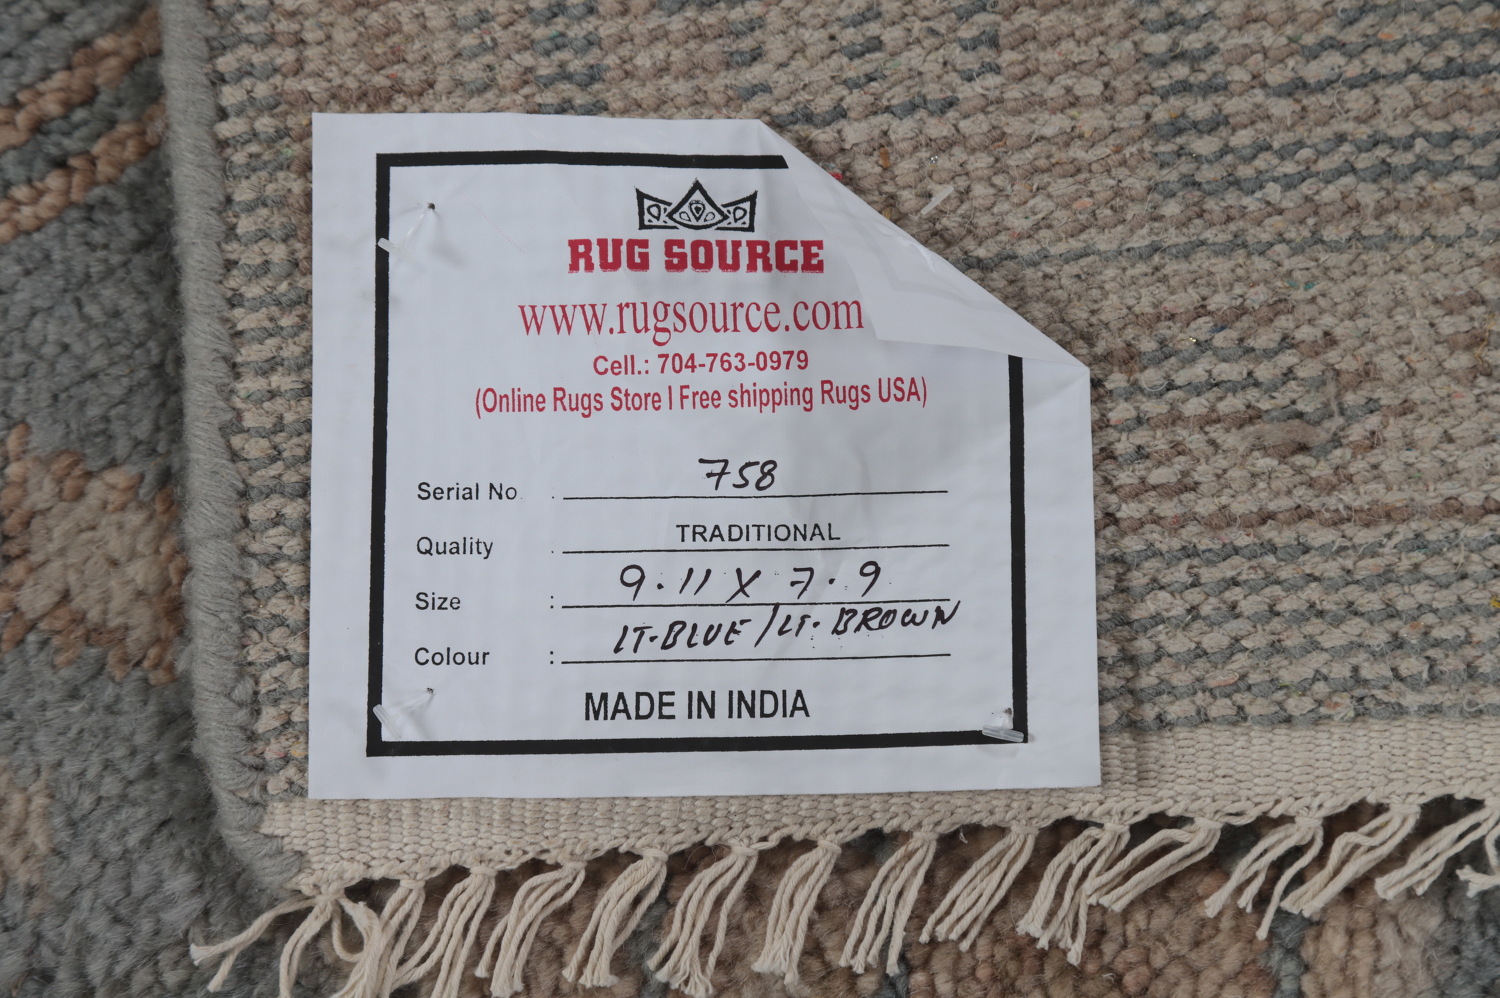 RUG SOURCE
www.rugsource.com
Cell.: 704-763-0979
(Online Rugs Store I Free shipping Rugs USA)
Serial No. : 758
Quality : TRADITIONAL
Size : 9.11 X 7.9
Colour : LT.BLUE/LT.BROWN
MADE IN INDIA